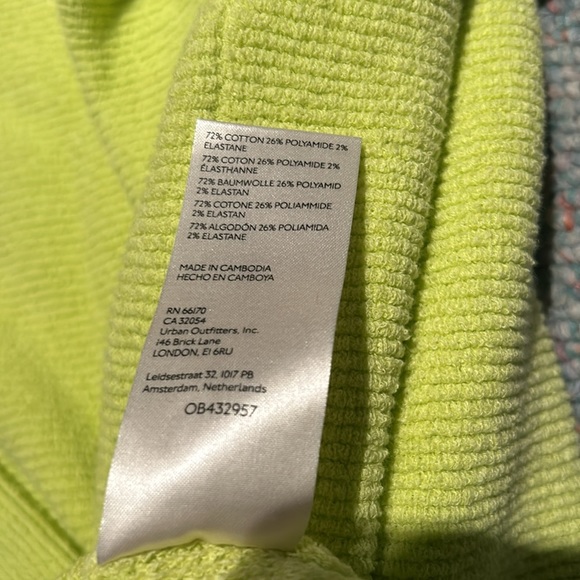 72% COTTON 26% POLYAMIDE 2%
ELASTANE
72% COTON 26% POLYAMIDE 2%
ÉLASTHANNE
72% BAUMWOLLE 26% POLYAMID
2% ELASTAN
72% COTONE 26% POLIAMMIDE
2% ELASTAN
72% ALGODÓN 26% POLIAMIDA
2% ELASTANE
MADE IN CAMBODIA
HECHO EN CAMBOYA
RN 66170
CA 32054
Urban Outfitters, Inc.
146 Brick Lane
LONDON, E1 6RU
Leidsestraat 32, 1017 PB
Amsterdam, Netherlands
OB432957